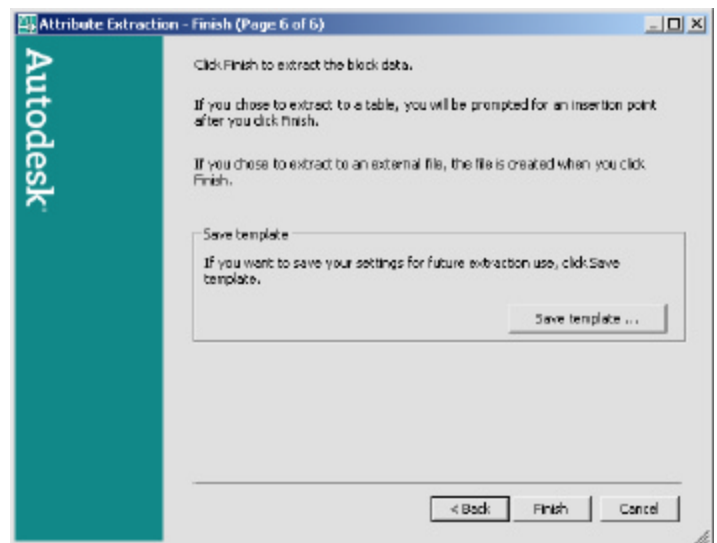 Attribute Extraction - Finish (Page 6 of 6)
Autodesk
Click Finish to extract the block data.
If you chose to extract to a table, you will be prompted for an insertion point
after you click Finish.
If you chose to extract to an external file, the file is created when you click
Finish.
Save template
If you want to save your settings for future extraction use, click Save
template.
Save template ...
< Back
Finish
Cancel